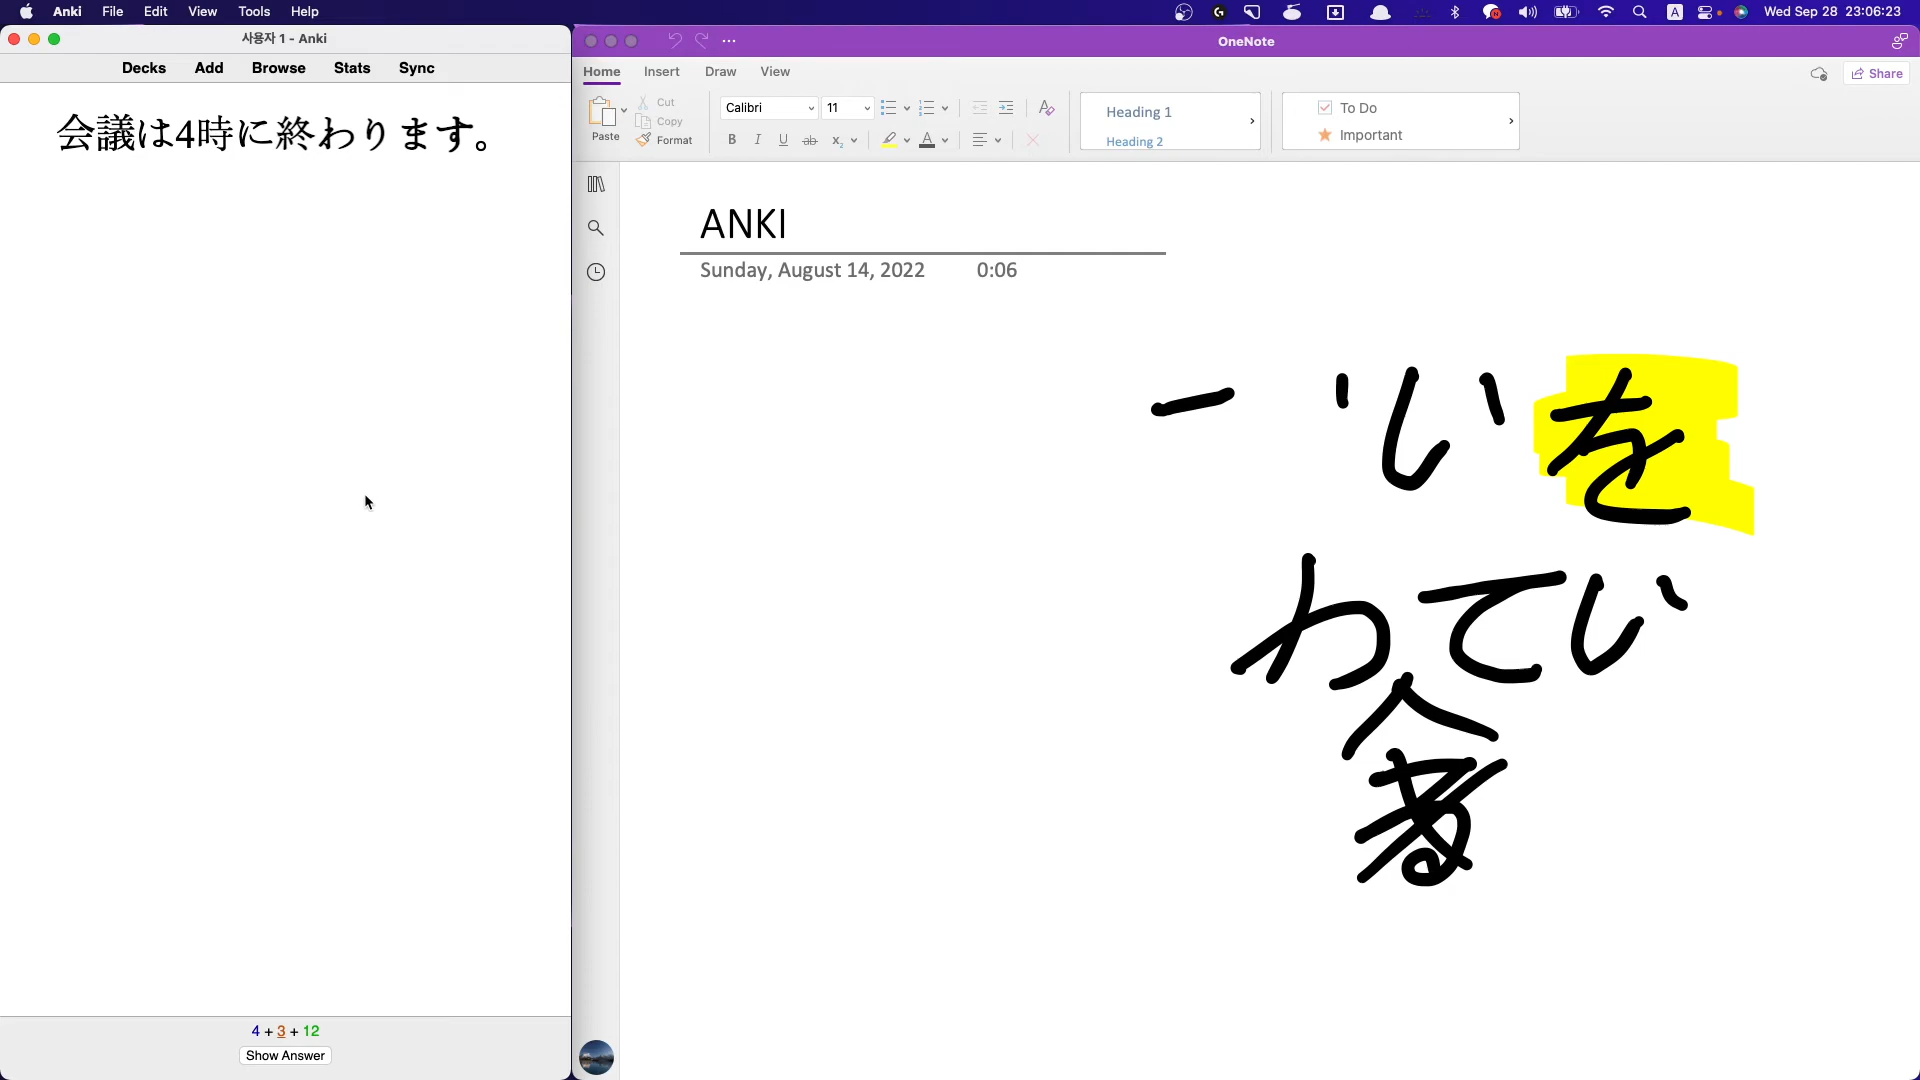 Anki File Edit View Tools Help
Wed Sep 28 23:06:23
사용자 1 - Anki
Decks Add Browse Stats Sync
会議は4時に終わります。
4 + 3 + 12
Show Answer
OneNote
Home Insert Draw View
Share
Paste
Cut
Copy
Format
Calibri 11
B I U ab x₂ A
Heading 1
Heading 2
To Do
Important
ANKI
Sunday, August 14, 2022 0:06
を
わてい